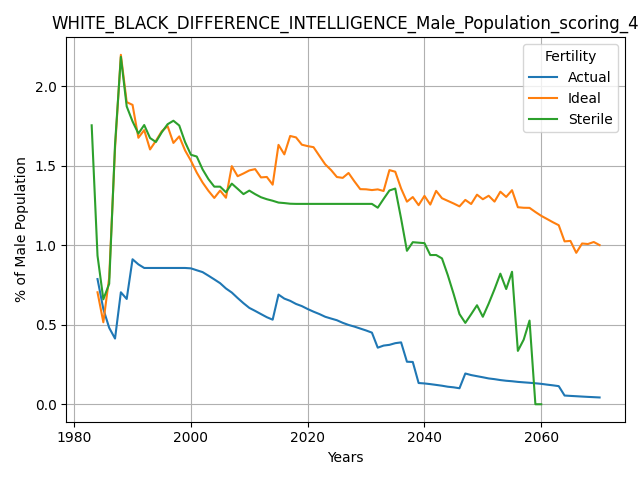 WHITE_BLACK_DIFFERENCE_INTELLIGENCE_Male_Population_scoring_4
Fertility
Actual
Ideal
Sterile
% of Male Population
2.0
1.5
1.0
0.5
0.0
1980
2000
2020
2040
2060
Years